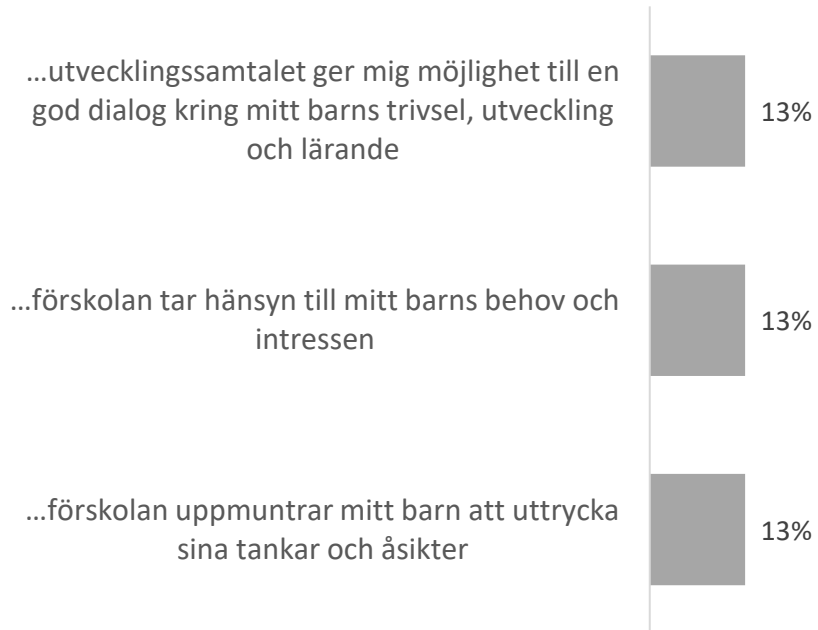 …utvecklingssamtalet ger mig möjlighet till en
god dialog kring mitt barns trivsel, utveckling
och lärande
13%
…förskolan tar hänsyn till mitt barns behov och
intressen
13%
…förskolan uppmuntrar mitt barn att uttrycka
sina tankar och åsikter
13%